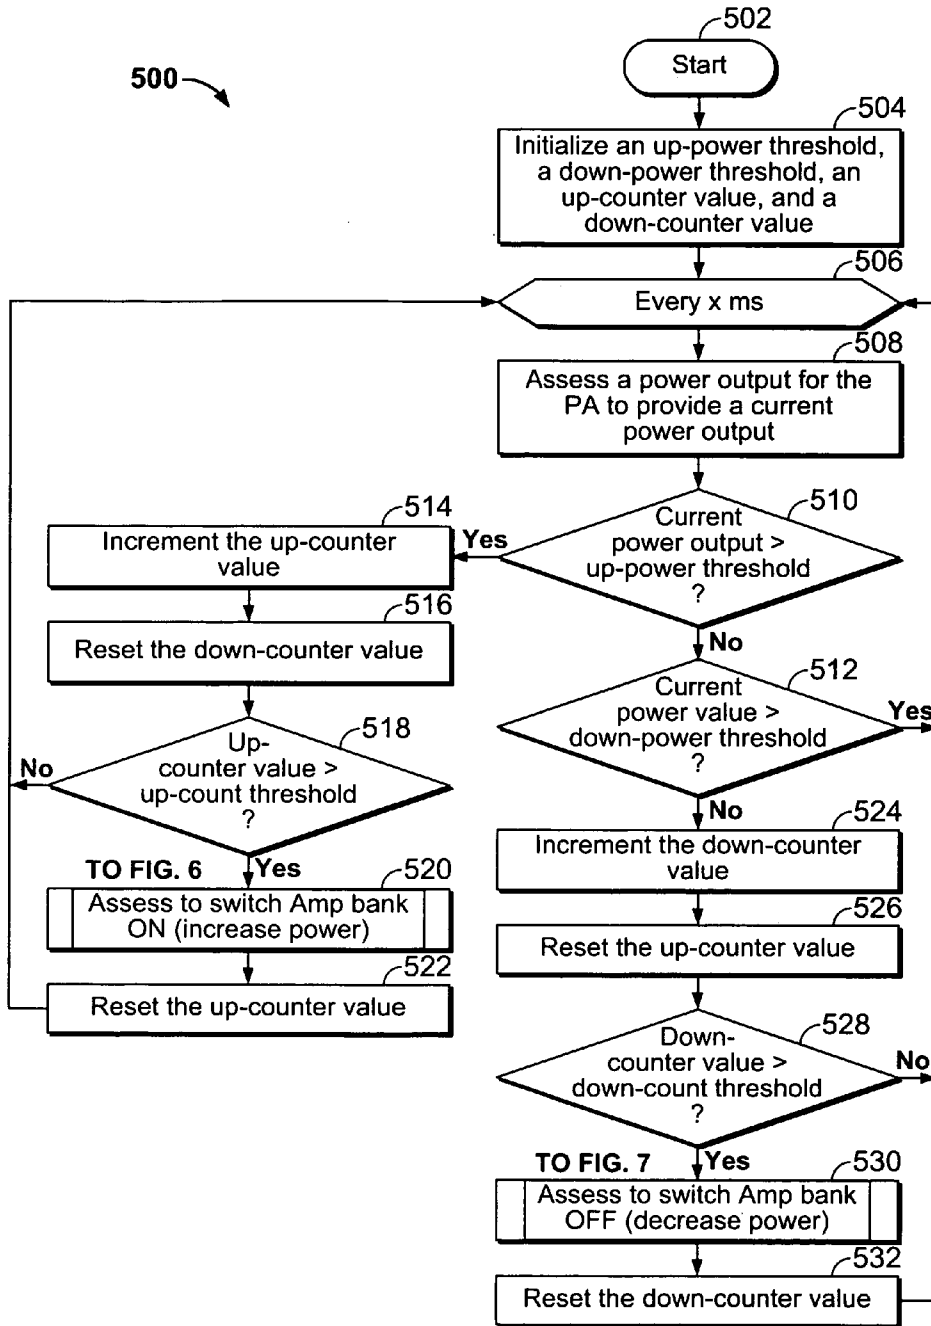 500
502
Start
504
Initialize an up-power threshold,
a down-power threshold, an
up-counter value, and a
down-counter value
506
Every x ms
508
Assess a power output for the
PA to provide a current
power output
510
Current
power output >
up-power threshold
?
Yes
No
514
Increment the up-counter
value
516
Reset the down-counter value
518
Up-
counter value >
up-count threshold
?
No
Yes
TO FIG. 6
520
Assess to switch Amp bank
ON (increase power)
522
Reset the up-counter value
512
Current
power value >
down-power threshold
?
Yes
No
524
Increment the down-counter
value
526
Reset the up-counter value
528
Down-
counter value >
down-count threshold
?
No
Yes
TO FIG. 7
530
Assess to switch Amp bank
OFF (decrease power)
532
Reset the down-counter value